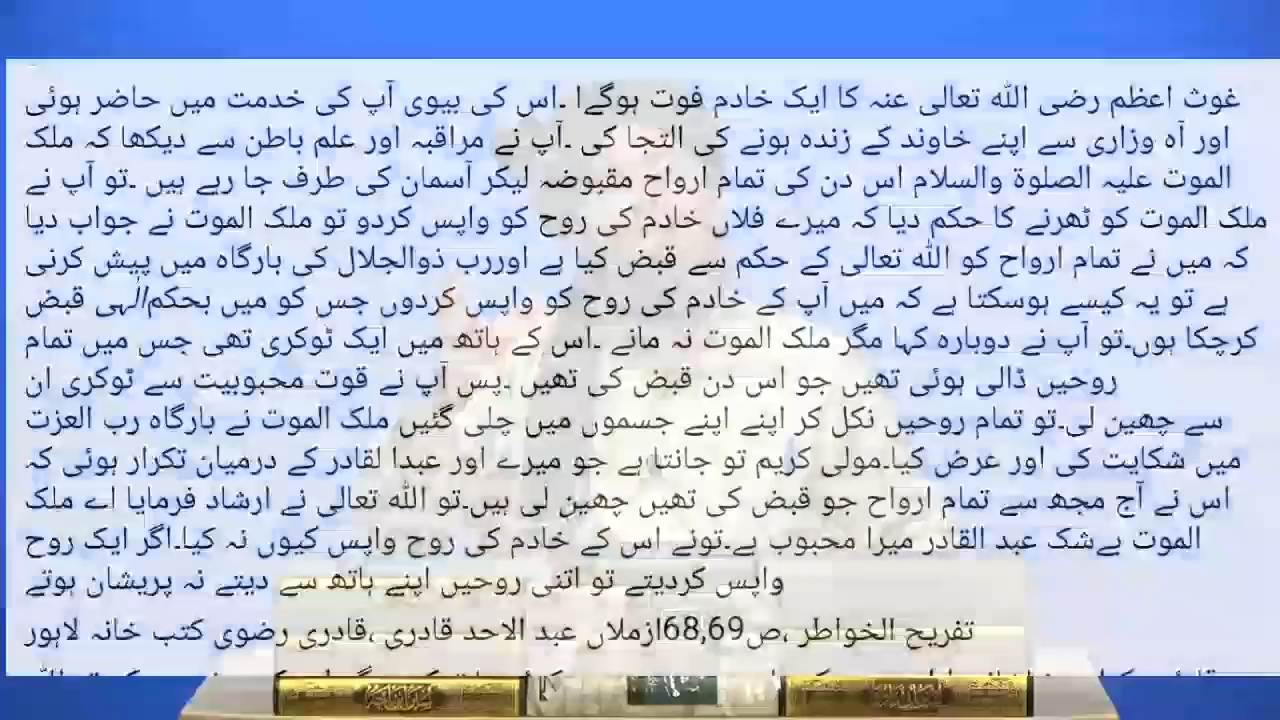 غوث اعظم رضی اللہ تعالی عنہ کا ایک خادم فوت ہوگےا ۔اس کی بیوی آپ کی خدمت میں حاضر ہوئی
اور آہ وزاری سے اپنے خاوند کے زندہ ہونے کی التجا کی ۔آپ نے مراقبہ اور علم باطن سے دیکھا کہ ملک
الموت علیہ الصلوۃ والسلام اس دن کی تمام ارواح مقبوضہ لیکر آسمان کی طرف جا رہے ہیں ۔تو آپ نے
ملک الموت کو ٹھرنے کا حکم دیا کہ میرے فلاں خادم کی روح کو واپس کردو تو ملک الموت نے جواب دیا
کہ میں نے تمام ارواح کو اللہ تعالی کے حکم سے قبض کیا ہے اوررب ذوالجلال کی بارگاہ میں پیش کرنی
ہے تو یہ کیسے ہوسکتا ہے کہ میں آپ کے خادم کی روح کو واپس کردوں جس کو میں بحکم الٰہی قبض
کرچکا ہوں۔تو آپ نے دوبارہ کہا مگر ملک الموت نہ مانے ۔اس کے ہاتھ میں ایک ٹوکری تھی جس میں تمام
روحیں ڈالی ہوئی تھیں جو اس دن قبض کی تھیں ۔پس آپ نے قوت محبوبیت سے ٹوکری ان
سے چھین لی۔تو تمام روحیں نکل کر اپنے اپنے جسموں میں چلی گئیں ملک الموت نے بارگاہ رب العزت
میں شکایت کی اور عرض کیا۔مولی کریم تو جانتا ہے جو میرے اور عبدا لقادر کے درمیان تکرار ہوئی کہ
اس نے آج مجھ سے تمام ارواح جو قبض کی تھیں چھین لی ہیں۔تو اللہ تعالی نے ارشاد فرمایا اے ملک
الموت بےشک عبد القادر میرا محبوب ہے۔تونے اس کے خادم کی روح واپس کیوں نہ کیا۔اگر ایک روح
واپس کردیتے تو اتنی روحیں اپنے ہاتھ سے دیتے نہ پریشان ہوتے
تفریح الخواطر ،ص68,69ازملاں عبد الاحد قادری ،قادری رضوی کتب خانہ لاہور